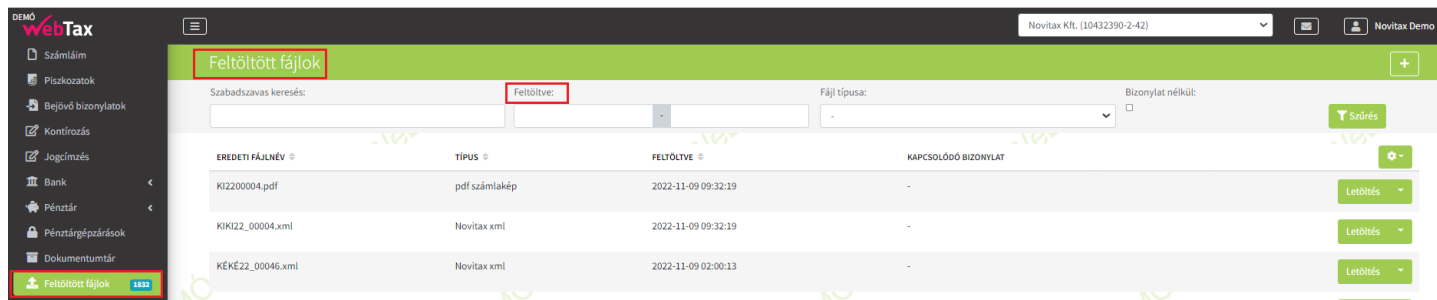 DEMÓ
WebTax
Novitax Kft. (10432390-2-42)
Novitax Demo
Számláim
Piszkozatok
Bejövő bizonylatok
Kontírozás
Jogcímzés
Bank
Pénztár
Pénztárgépzárások
Dokumentumtár
Feltöltött fájlok 1832
Feltöltött fájlok
+
Szabadszavas keresés: Feltöltve: Fájl típusa: Bizonylat nélkül:
- - Szűrés
EREDETI FÁJLNÉV TÍPUS FELTÖLTVE KAPCSOLÓDÓ BIZONYLAT
KI2200004.pdf pdf számlakép 2022-11-09 09:32:19 - Letöltés
KIKI22_00004.xml Novitax xml 2022-11-09 09:32:19 - Letöltés
KÉKÉ22_00046.xml Novitax xml 2022-11-09 02:00:13 - Letöltés